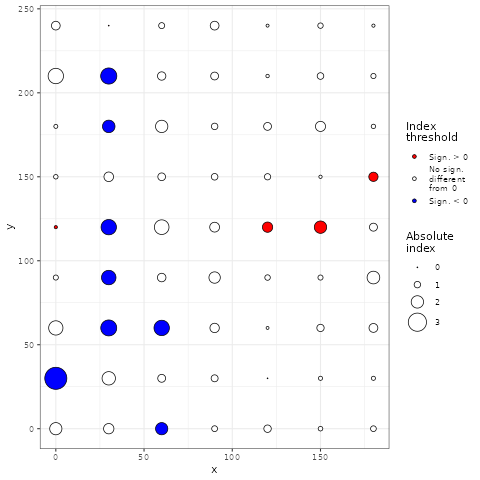 250
200
150
100
50
0
y
0
50
100
150
x
Index
threshold
Sign. > 0
No sign.
different
from 0
Sign. < 0
Absolute
index
0
1
2
3